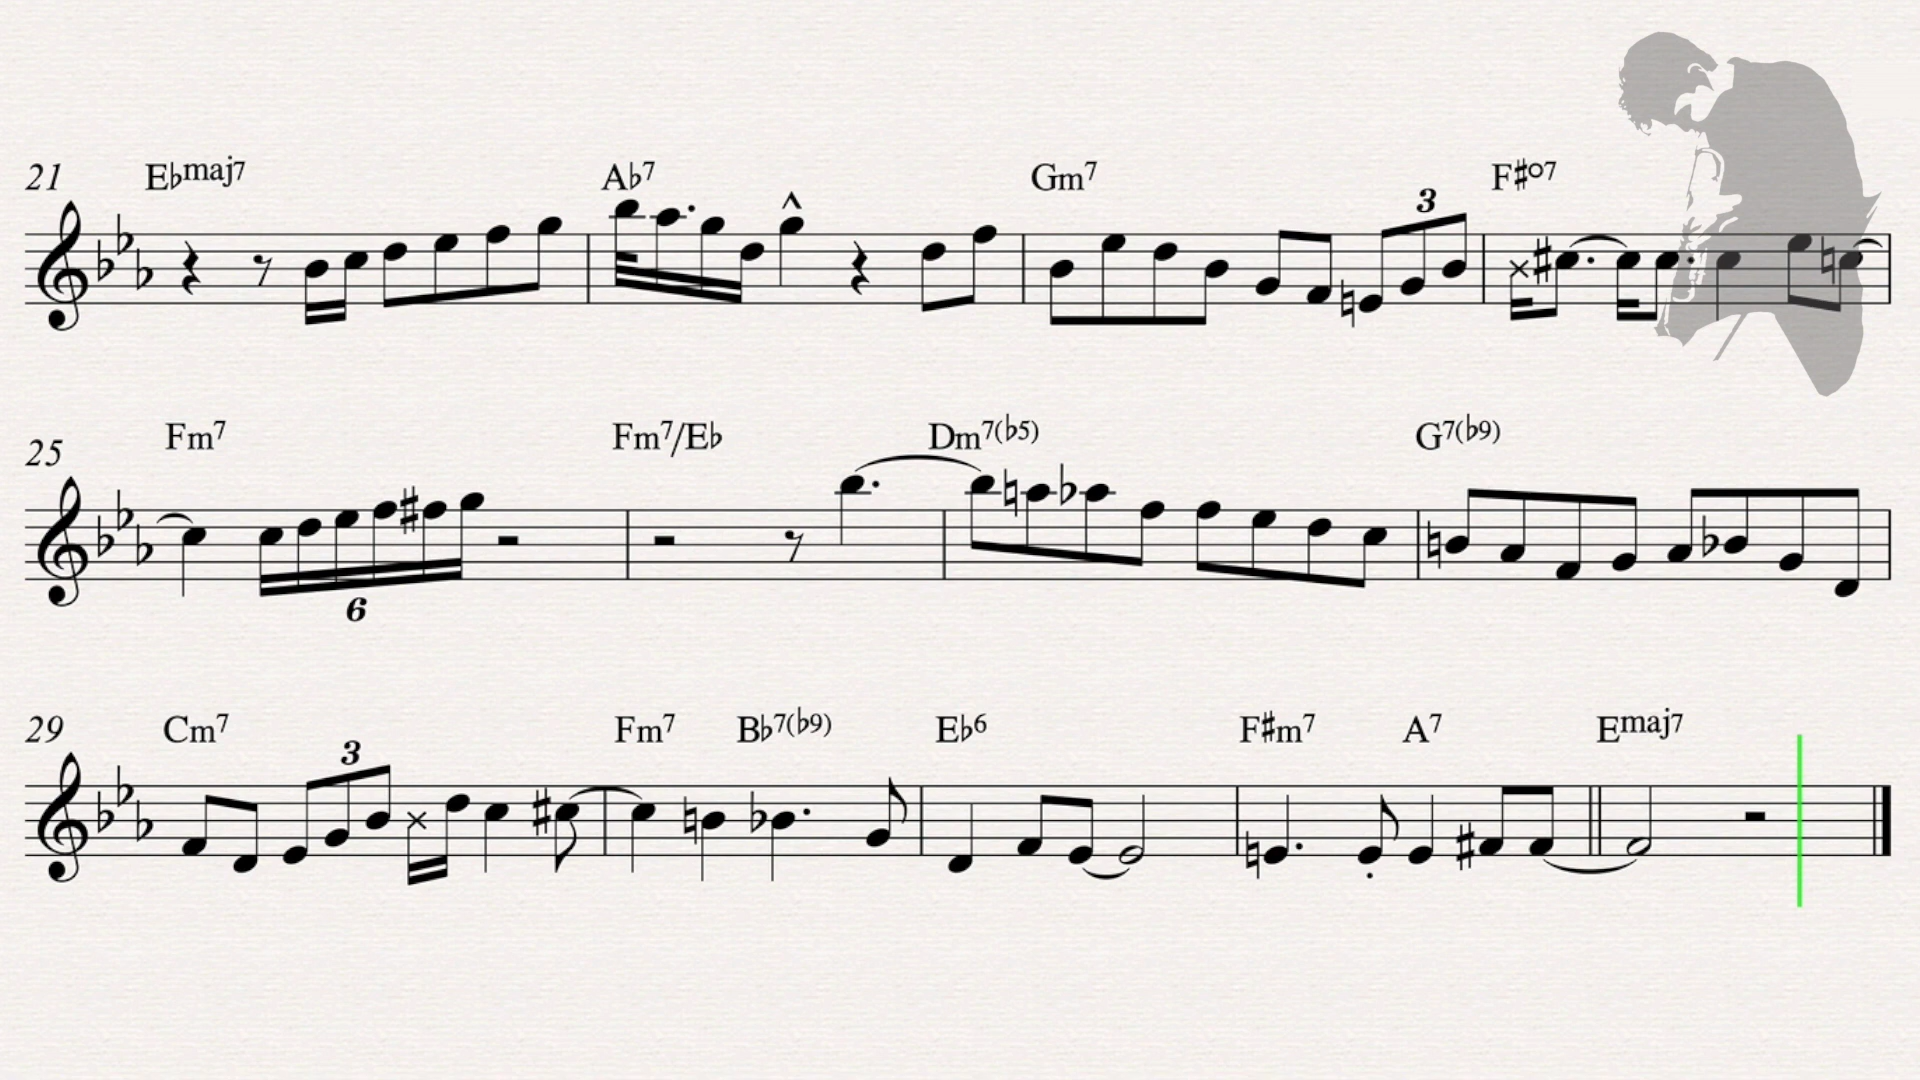 21 E♭maj7 A♭7 Gm7 F♯o7
3
25 Fm7 Fm7/E♭ Dm7(♭5) G7(♭9)
6
29 Cm7 Fm7 B♭7(♭9) E♭6 F♯m7 A7 Emaj7
3